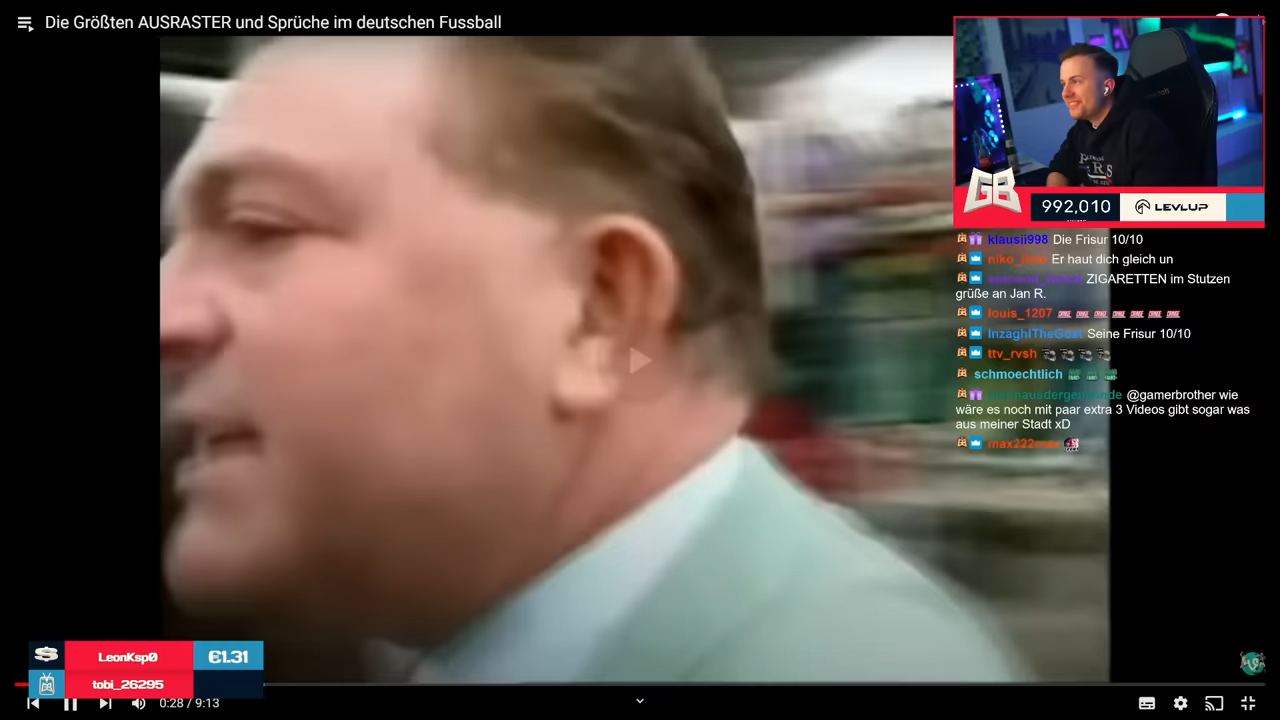 Die Größten AUSRASTER und Sprüche im deutschen Fussball
GB
992,010
LEVLUP
klausii998 Die Frisur 10/10
Er haut dich gleich un
ZIGARETTEN im Stutzen
grüße an Jan R.
louis_1207
InzaghiTheGoat Seine Frisur 10/10
ttv_rvsh
schmoechtlich
@gamerbrother wie
wäre es noch mit paar extra 3 Videos gibt sogar was
aus meiner Stadt xD
max222max
LeonKsp0 €1.31
tobi_26295
0:28 / 9:13